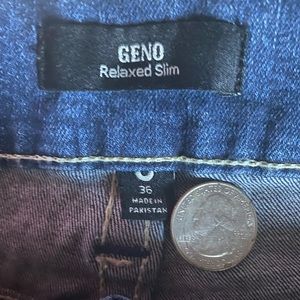 GENO
Relaxed Slim
36
MADE IN
PAKISTAN